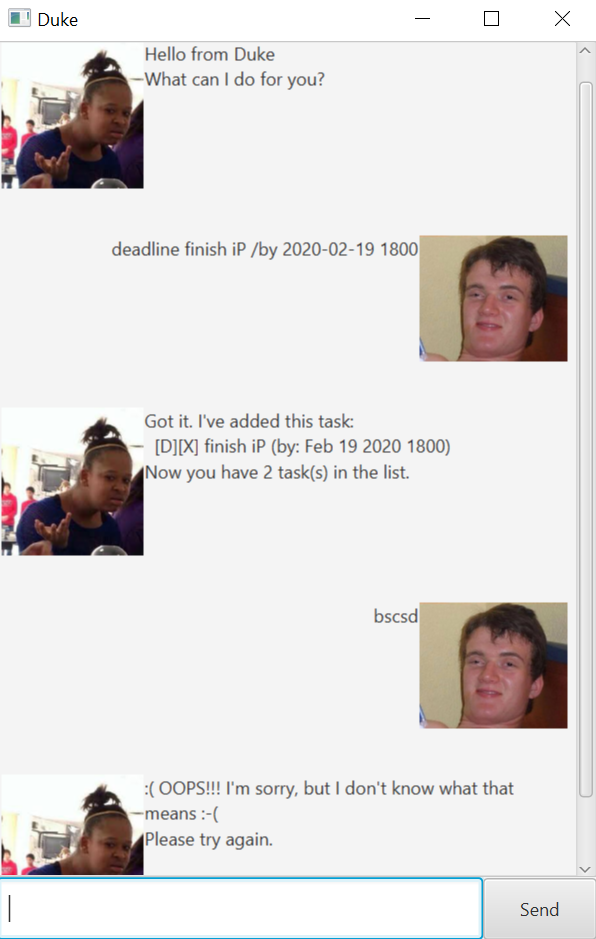 Duke
Hello from Duke
What can I do for you?
deadline finish iP /by 2020-02-19 1800
Got it. I've added this task:
[D][X] finish iP (by: Feb 19 2020 1800)
Now you have 2 task(s) in the list.
bscsd
:( OOPS!!! I'm sorry, but I don't know what that
means :-(
Please try again.
Send